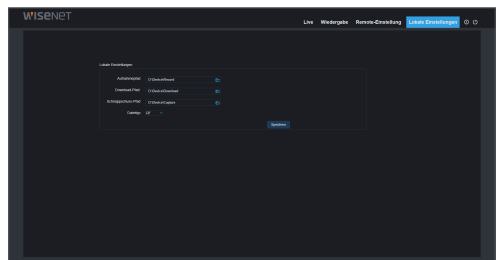 WISENET
Live Wiedergabe Remote-Einstellung Lokale Einstellungen
Lokale Einstellungen
Aufnahmepfad C:\Device\Record
Download-Pfad C:\Device\Download
Schnappschuss-Pfad C:\Device\Capture
Dateityp
Speichern